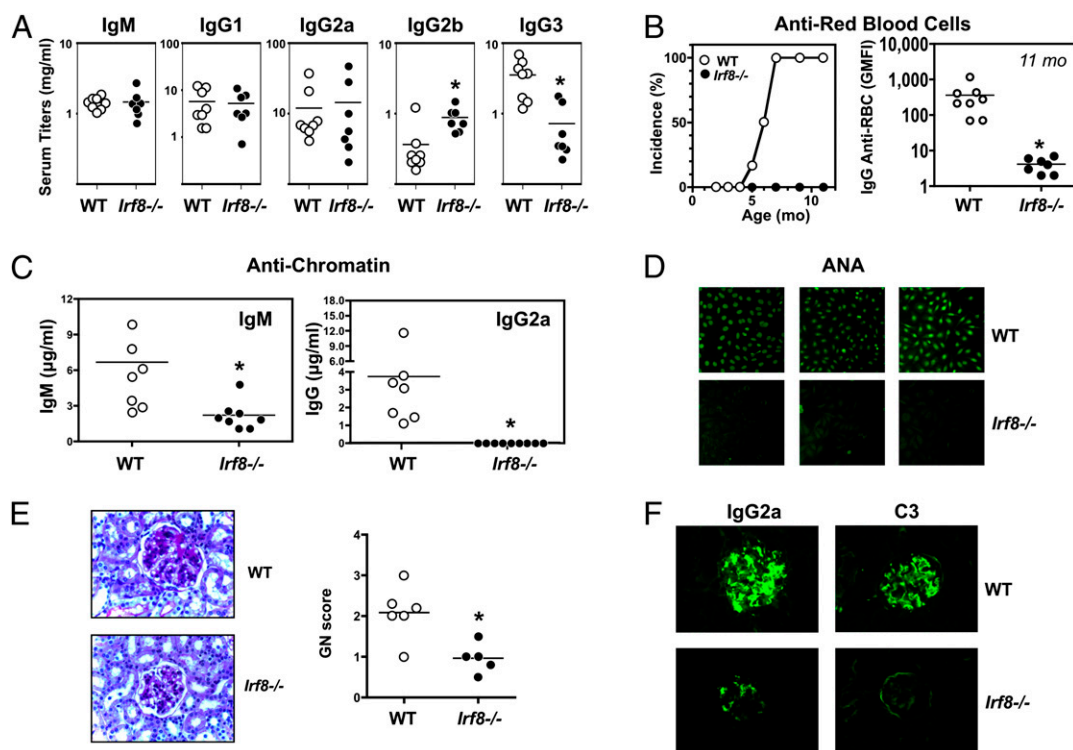 A
IgM IgG1 IgG2a IgG2b IgG3
Serum Titers (mg/ml)
10 100 100 10 10
1 10 10 1 1
1
* *
WT Irf8-/- WT Irf8-/- WT Irf8-/- WT Irf8-/- WT Irf8-/-
B
Anti-Red Blood Cells
Incidence (%)
100
50
0
0 5 10
Age (mo)
WT
Irf8-/-
IgG Anti-RBC (GMFI)
10,000
1,000
100
10
1
11 mo
*
WT Irf8-/-
C
Anti-Chromatin
IgM (µg/ml)
12
9
6
3
0
IgM
*
WT Irf8-/-
IgG (µg/ml)
18.0
15.0
12.0
9.0
6.0
4
3
2
1
0
IgG2a
*
WT Irf8-/-
D
ANA
WT
Irf8-/-
E
WT
Irf8-/-
GN score
4
3
2
1
0
*
WT Irf8-/-
F
IgG2a C3
WT
Irf8-/-